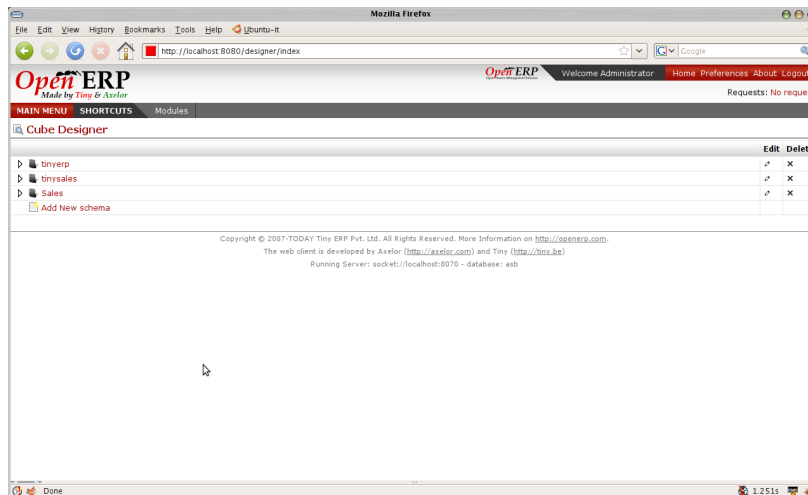 Mozilla Firefox
File Edit View History Bookmarks Tools Help Ubuntu-it
http://localhost:8080/designer/index
Google
Open ERP
Made by Tiny & Axelor
Open ERP
Welcome Administrator
Home Preferences About Logout
Requests: No reque
MAIN MENU SHORTCUTS Modules
Cube Designer
Edit Delet
tinyerp
tinysales
Sales
Add New schema
Copyright © 2007-TODAY Tiny ERP Pvt. Ltd. All Rights Reserved. More Information on http://openerp.com.
The web client is developed by Axelor (http://axelor.com) and Tiny (http://tiny.be)
Running Server: socket://localhost:8070 - database: asb
Done
1.251s